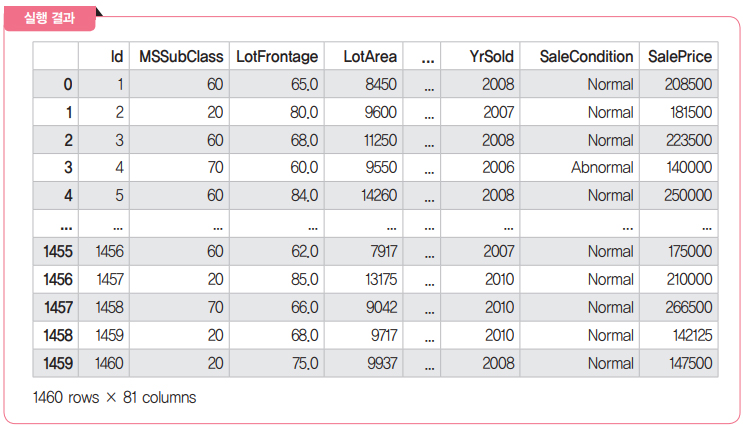 실행 결과
Id MSSubClass LotFrontage LotArea ... YrSold SaleCondition SalePrice
0 1 60 65.0 8450 ... 2008 Normal 208500
1 2 20 80.0 9600 ... 2007 Normal 181500
2 3 60 68.0 11250 ... 2008 Normal 223500
3 4 70 60.0 9550 ... 2006 Abnormal 140000
4 5 60 84.0 14260 ... 2008 Normal 250000
... ... ... ... ... ... ... ... ...
1455 1456 60 62.0 7917 ... 2007 Normal 175000
1456 1457 20 85.0 13175 ... 2010 Normal 210000
1457 1458 70 66.0 9042 ... 2010 Normal 266500
1458 1459 20 68.0 9717 ... 2010 Normal 142125
1459 1460 20 75.0 9937 ... 2008 Normal 147500
1460 rows × 81 columns